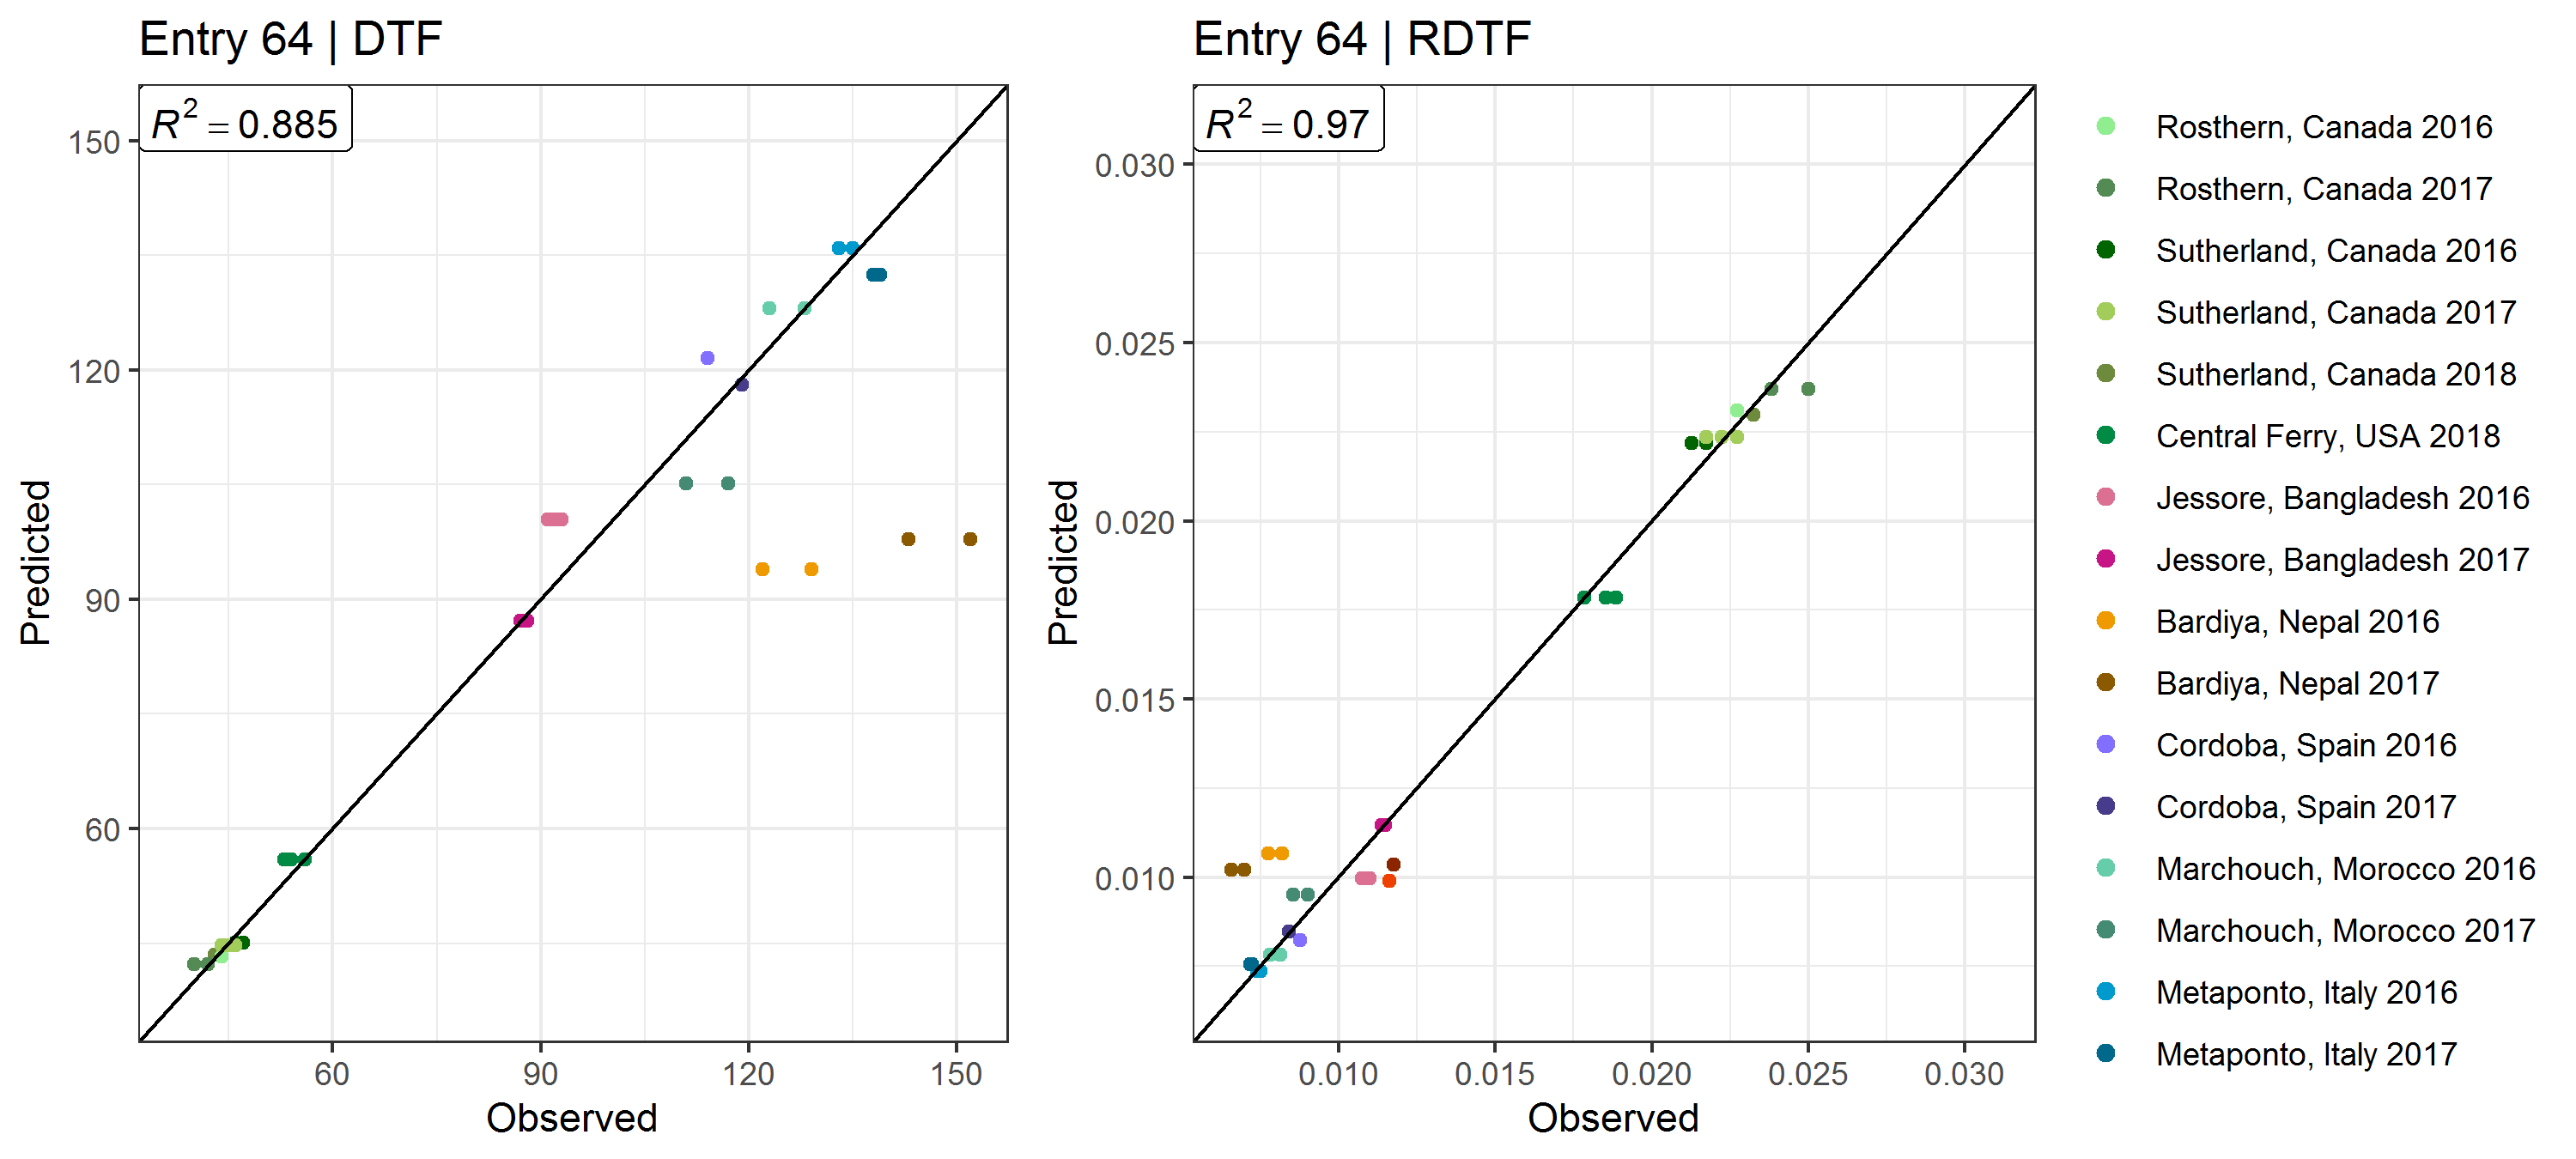 Entry 64 | DTF
R² = 0.885
150
120
90
60
Predicted
60 90 120 150
Observed
Entry 64 | RDTF
R² = 0.97
0.030
0.025
0.020
0.015
0.010
Predicted
0.010 0.015 0.020 0.025 0.030
Observed
Rosthern, Canada 2016
Rosthern, Canada 2017
Sutherland, Canada 2016
Sutherland, Canada 2017
Sutherland, Canada 2018
Central Ferry, USA 2018
Jessore, Bangladesh 2016
Jessore, Bangladesh 2017
Bardiya, Nepal 2016
Bardiya, Nepal 2017
Cordoba, Spain 2016
Cordoba, Spain 2017
Marchouch, Morocco 2016
Marchouch, Morocco 2017
Metaponto, Italy 2016
Metaponto, Italy 2017